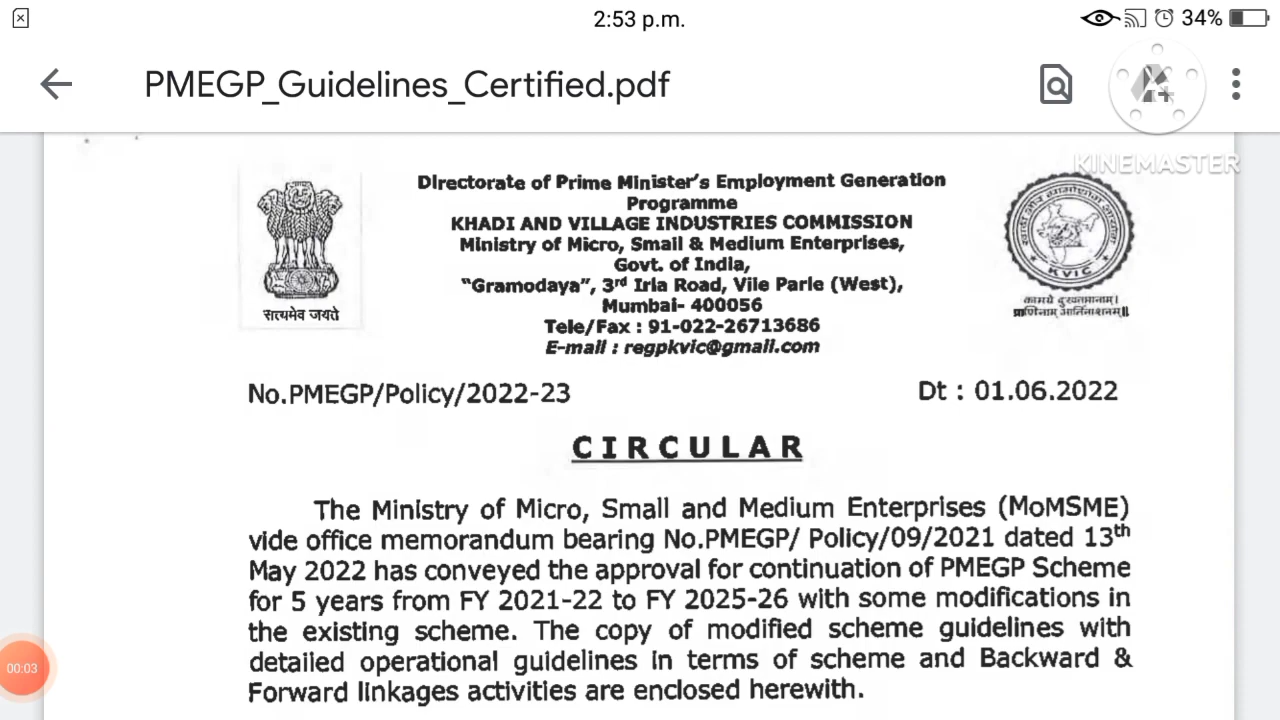 2:53 p.m.
34%
PMEGP_Guidelines_Certified.pdf
KINEMASTER
Directorate of Prime Minister's Employment Generation
Programme
KHADI AND VILLAGE INDUSTRIES COMMISSION
Ministry of Micro, Small & Medium Enterprises,
Govt. of India,
"Gramodaya", 3rd Irla Road, Vile Parle (West),
Mumbai- 400056
Tele/Fax : 91-022-26713686
E-mail : regpkvic@gmail.com
सत्यमेव जयते
KVIC
No.PMEGP/Policy/2022-23
Dt : 01.06.2022
CIRCULAR
The Ministry of Micro, Small and Medium Enterprises (MoMSME)
vide office memorandum bearing No.PMEGP/ Policy/09/2021 dated 13th
May 2022 has conveyed the approval for continuation of PMEGP Scheme
for 5 years from FY 2021-22 to FY 2025-26 with some modifications in
the existing scheme. The copy of modified scheme guidelines with
detailed operational guidelines in terms of scheme and Backward &
Forward linkages activities are enclosed herewith.
00:03